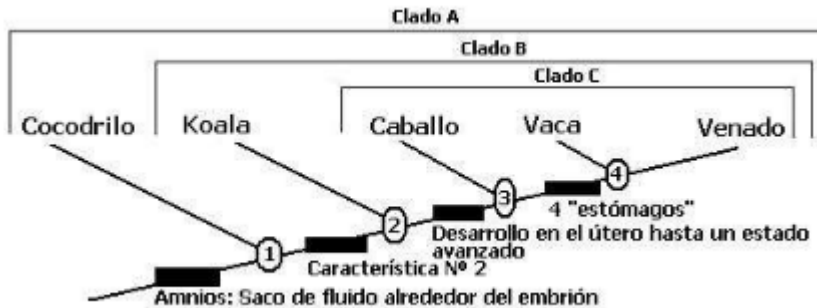 Clado A
Clado B
Clado C
Cocodrilo
Koala
Caballo
Vaca
Venado
4
3
4 "estómagos"
2
Desarrollo en el útero hasta un estado
avanzado
1
Característica Nº 2
Amnios: Saco de fluido alrededor del embrión